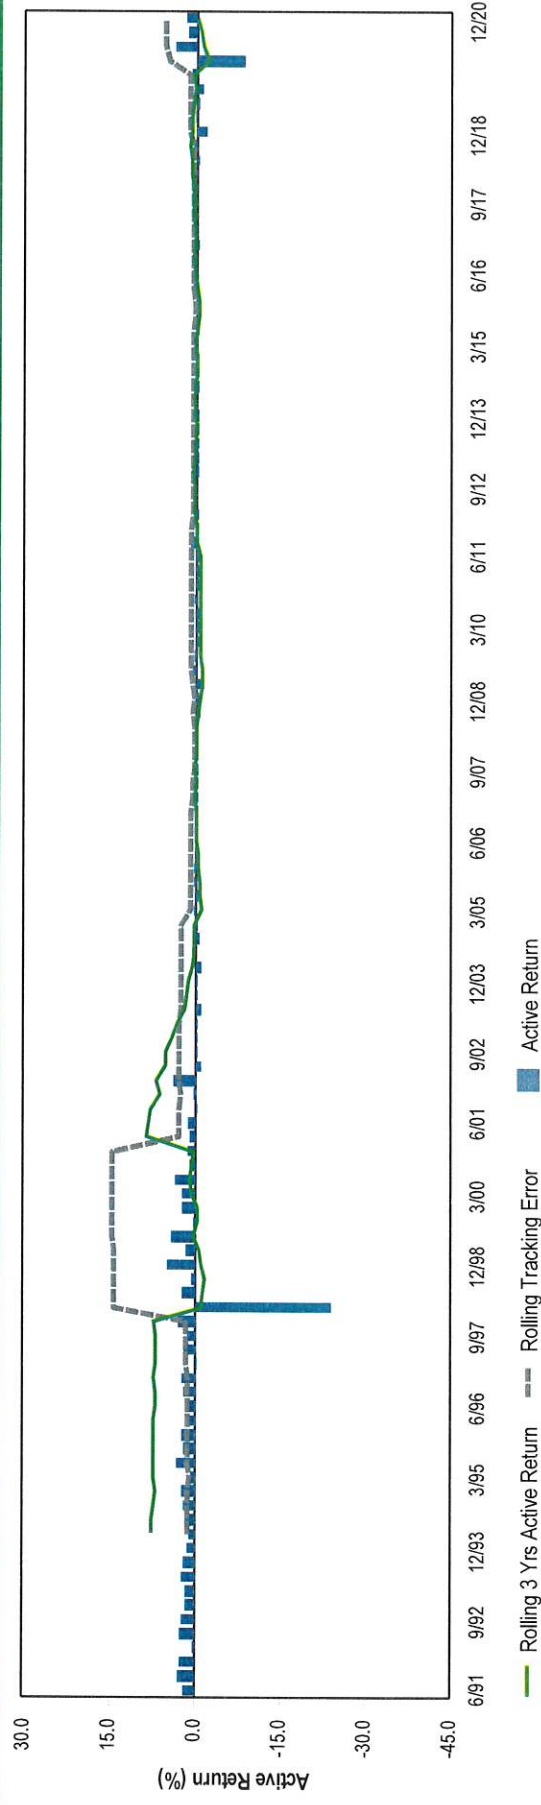 30.0
15.0
0.0
-15.0
-30.0
-45.0
Active Return (%)
6/91 9/92 12/93 3/95 6/96 9/97 12/98 3/00 6/01 9/02 12/03 3/05 6/06 9/07 12/08 3/10 6/11 9/12 12/13 3/15 6/16 9/17 12/18 12/20
Rolling 3 Yrs Active Return Rolling Tracking Error Active Return